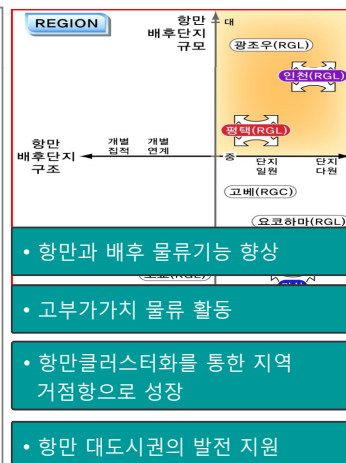 REGION
항만
배후단지
규모
대
광조우(RGL)
인천(RGL)
평택(RGL)
항만
배후단지
구조
개별
집적
개별
연계
중
단지
일원
단지
다원
고베(RGC)
요코하마(RGL)
• 항만과 배후 물류기능 향상
• 고부가가치 물류 활동
• 항만클러스터화를 통한 지역
거점항으로 성장
• 항만 대도시권의 발전 지원